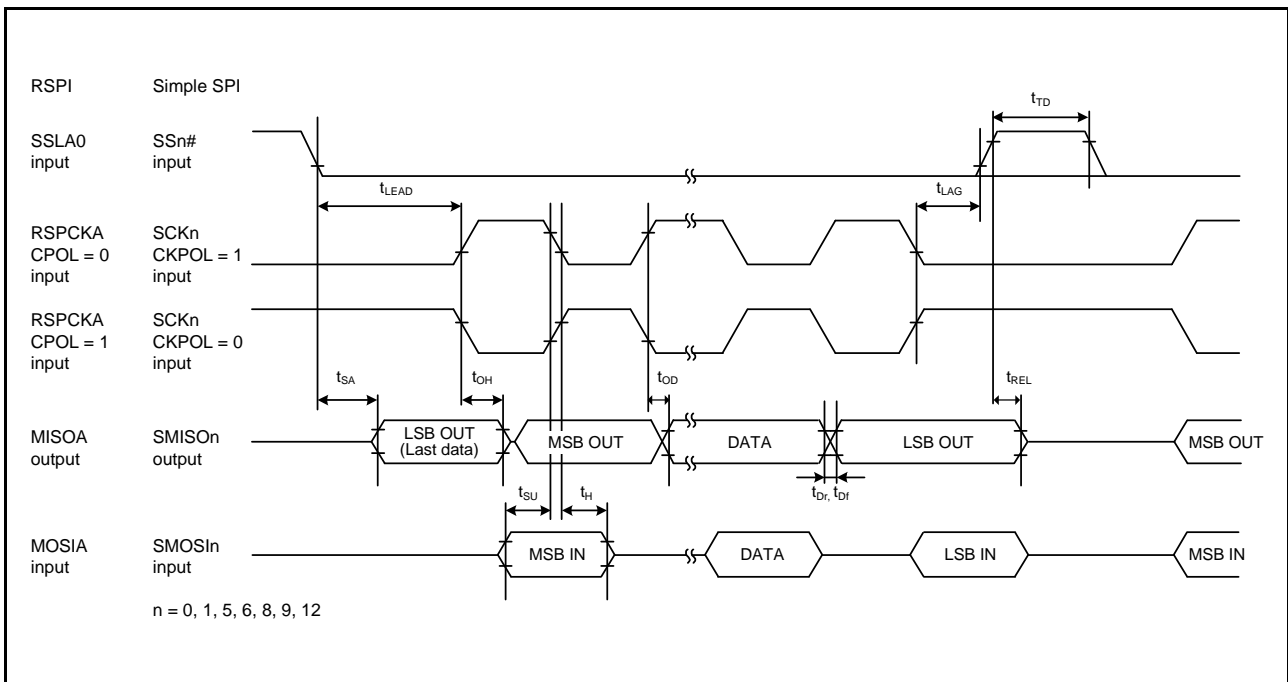 RSPI Simple SPI
tTD
SSLA0 SSn#
input input
tLEAD tLAG
RSPCKA SCKn
CPOL = 0 CKPOL = 1
input input
RSPCKA SCKn
CPOL = 1 CKPOL = 0
input input
tSA tOH tOD tREL
MISOA SMISOn
output output
LSB OUT
(Last data)
MSB OUT DATA LSB OUT MSB OUT
tSU tH tDr, tDf
MOSIA SMOSIn
input input
MSB IN DATA LSB IN MSB IN
n = 0, 1, 5, 6, 8, 9, 12